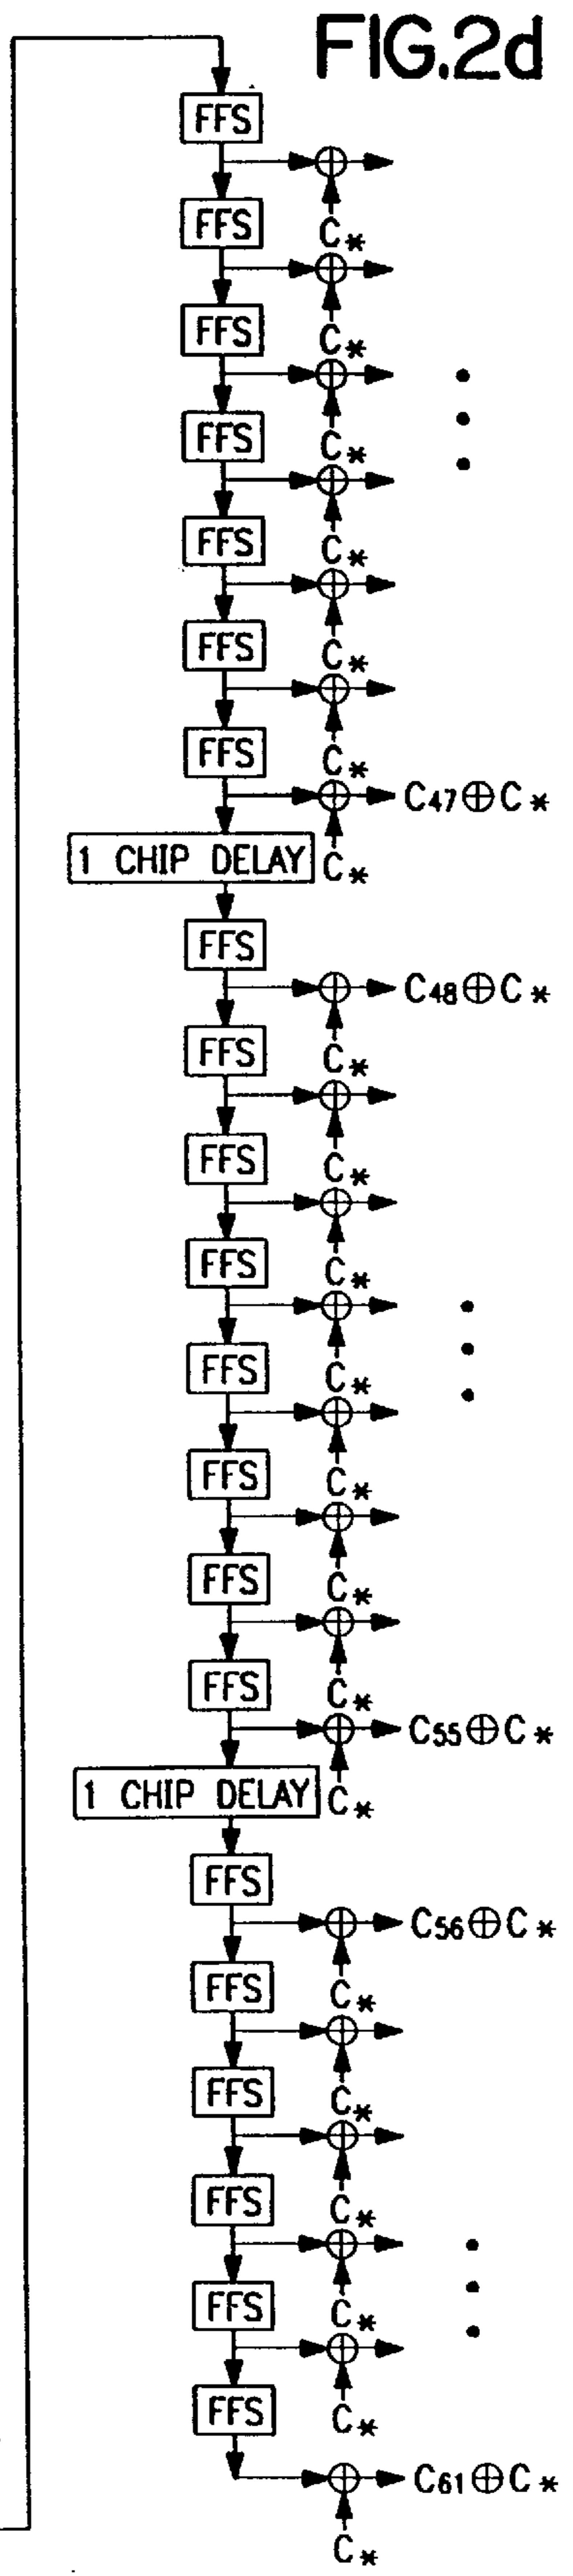 FIG.2d
FFS
FFS
C*
FFS
C*
FFS
C*
FFS
C*
FFS
C*
FFS
C*
C47⊕C*
1 CHIP DELAY
C*
FFS
C48⊕C*
FFS
C*
FFS
C*
FFS
C*
FFS
C*
FFS
C*
FFS
C*
FFS
C*
C55⊕C*
1 CHIP DELAY
C*
FFS
C56⊕C*
FFS
C*
FFS
C*
FFS
C*
FFS
C*
FFS
C*
C61⊕C*
C*